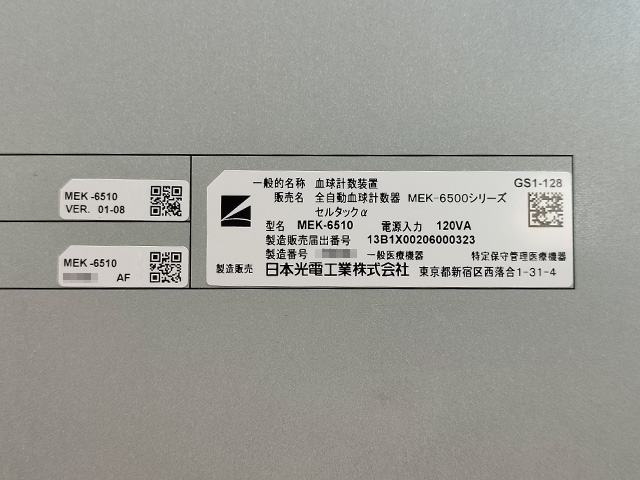 MEK-6510
VER. 01-08
MEK-6510
AF
一般的名称 血球計数装置
GS1-128
販売名 全自動血球計数器 MEK-6500シリーズ
セルタックα
型名 MEK-6510 電源入力 120VA
製造販売届出番号 13B1X00206000323
製造番号 一般医療機器 特定保守管理医療機器
製造販売 日本光電工業株式会社 東京都新宿区西落合1-31-4